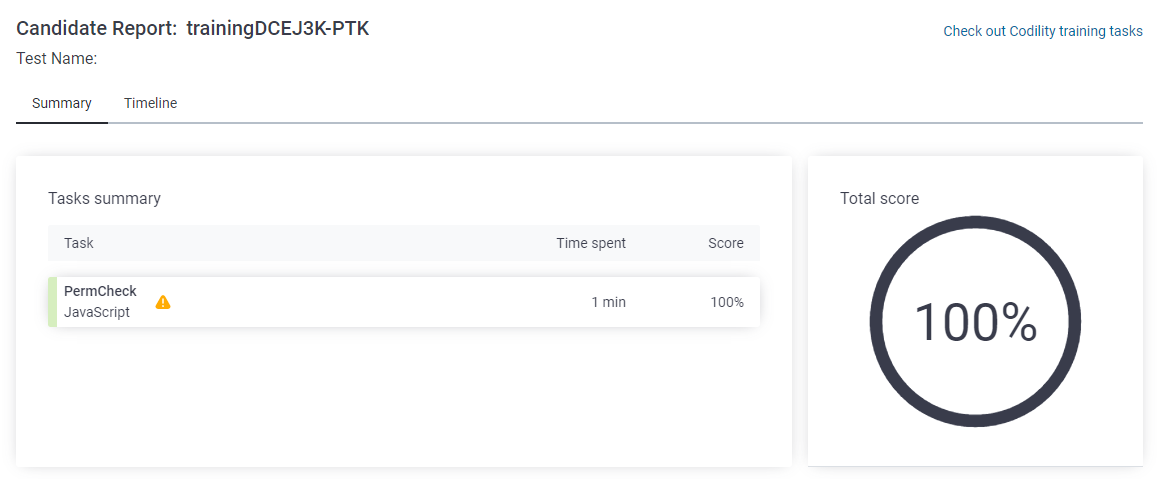 Candidate Report: trainingDCEJ3K-PTK
Check out Codility training tasks
Test Name:
Summary Timeline
Tasks summary
Task Time spent Score
PermCheck
JavaScript
1 min 100%
Total score
100%